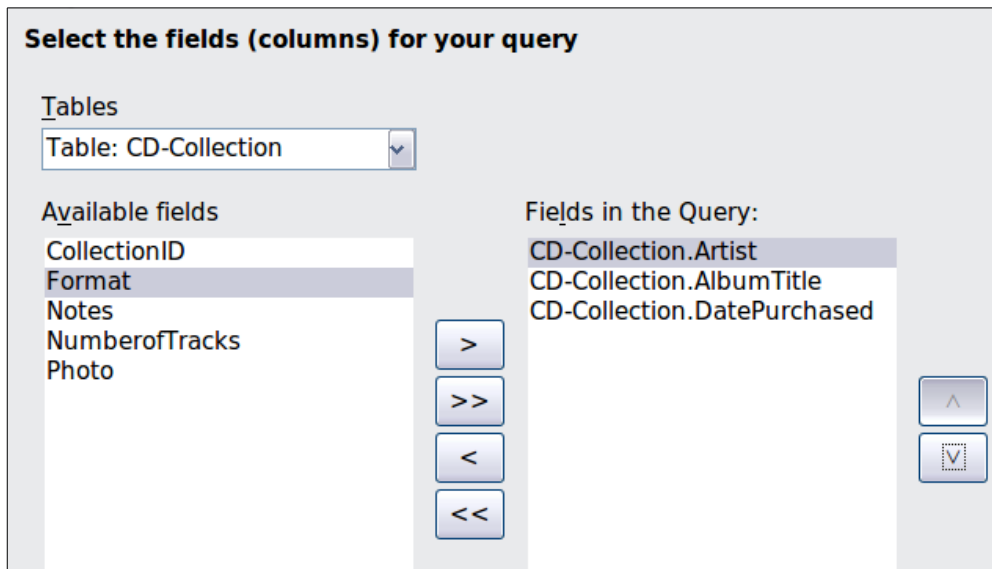 Select the fields (columns) for your query
Tables
Table: CD-Collection
Available fields
CollectionID
Format
Notes
NumberofTracks
Photo
>
>>
<
<<
Fields in the Query:
CD-Collection.Artist
CD-Collection.AlbumTitle
CD-Collection.DatePurchased